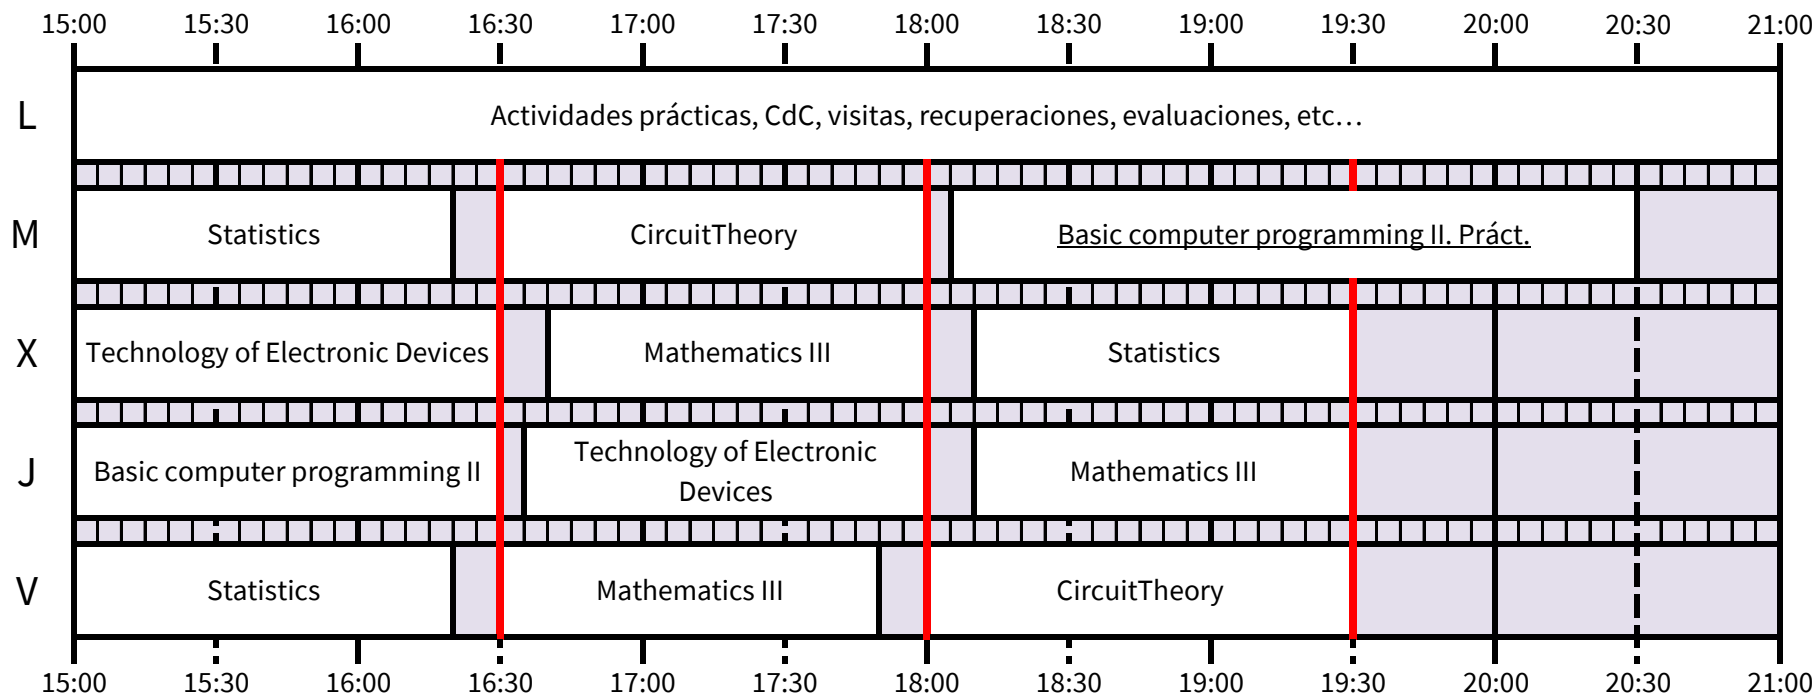 15:00 15:30 16:00 16:30 17:00 17:30 18:00 18:30 19:00 19:30 20:00 20:30 21:00
L Actividades prácticas, CdC, visitas, recuperaciones, evaluaciones, etc…
M Statistics CircuitTheory Basic computer programming II. Práct.
X Technology of Electronic Devices Mathematics III Statistics
J Basic computer programming II Technology of Electronic
Devices Mathematics III
V Statistics Mathematics III CircuitTheory
15:00 15:30 16:00 16:30 17:00 17:30 18:00 18:30 19:00 19:30 20:00 20:30 21:00